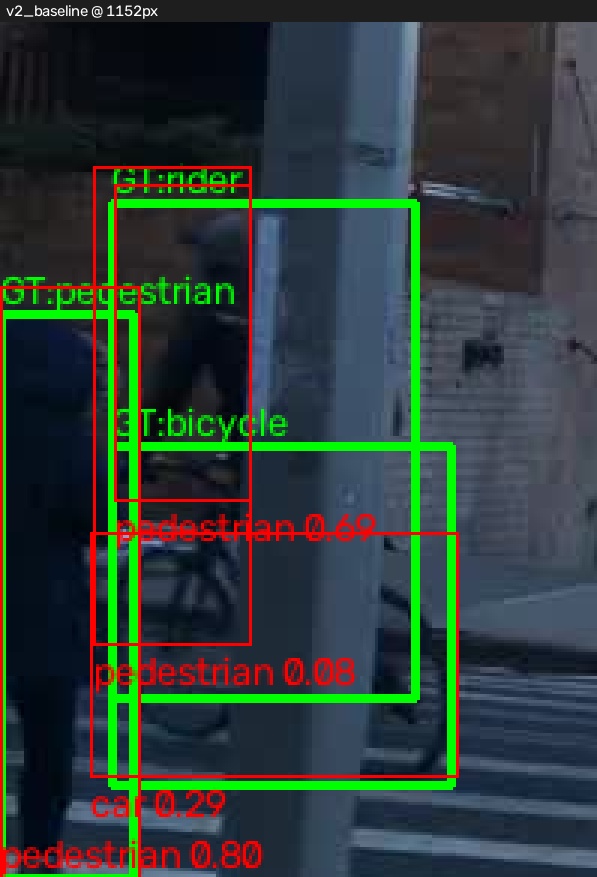 v2_baseline @ 1152px
GT:rider
GT:pedestrian
GT:bicycle
pedestrian 0.69
pedestrian 0.08
car 0.29
pedestrian 0.80